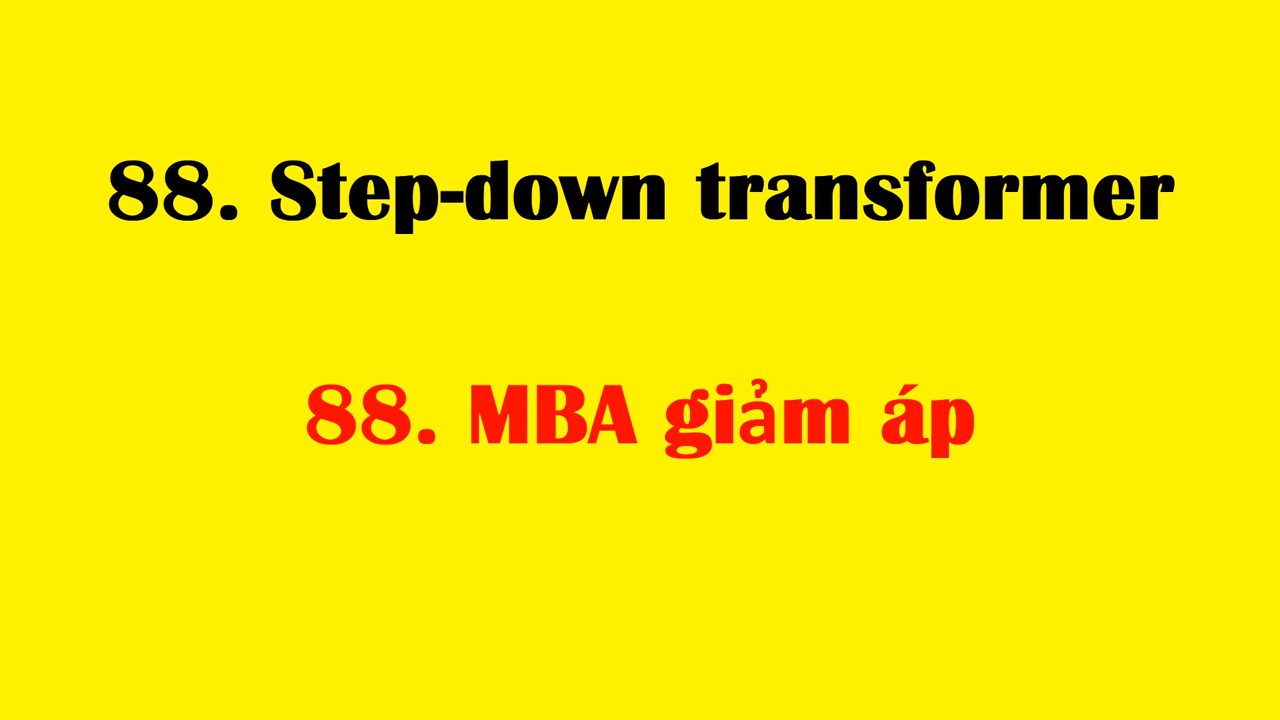 88. Step-down transformer
88. MBA giảm áp